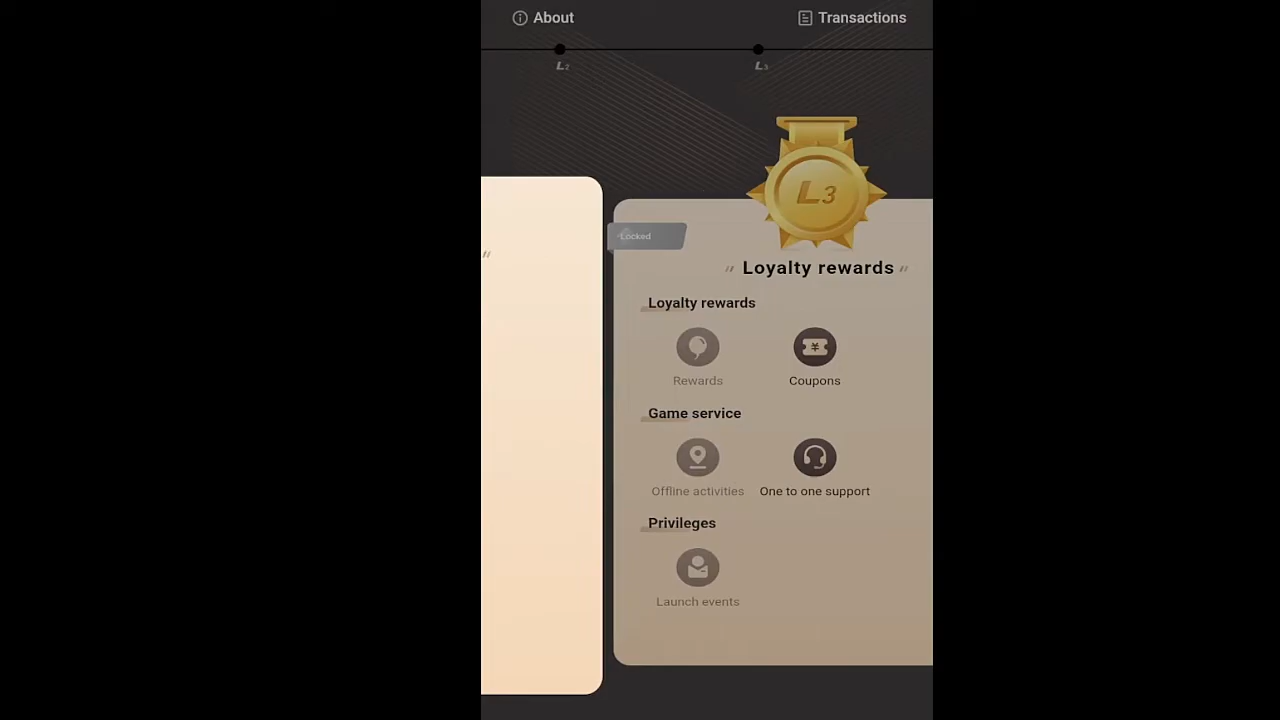 About
Transactions
L2
L3
L3
Locked
" Loyalty rewards "
Loyalty rewards
Rewards
Coupons
Game service
Offline activities
One to one support
Privileges
Launch events